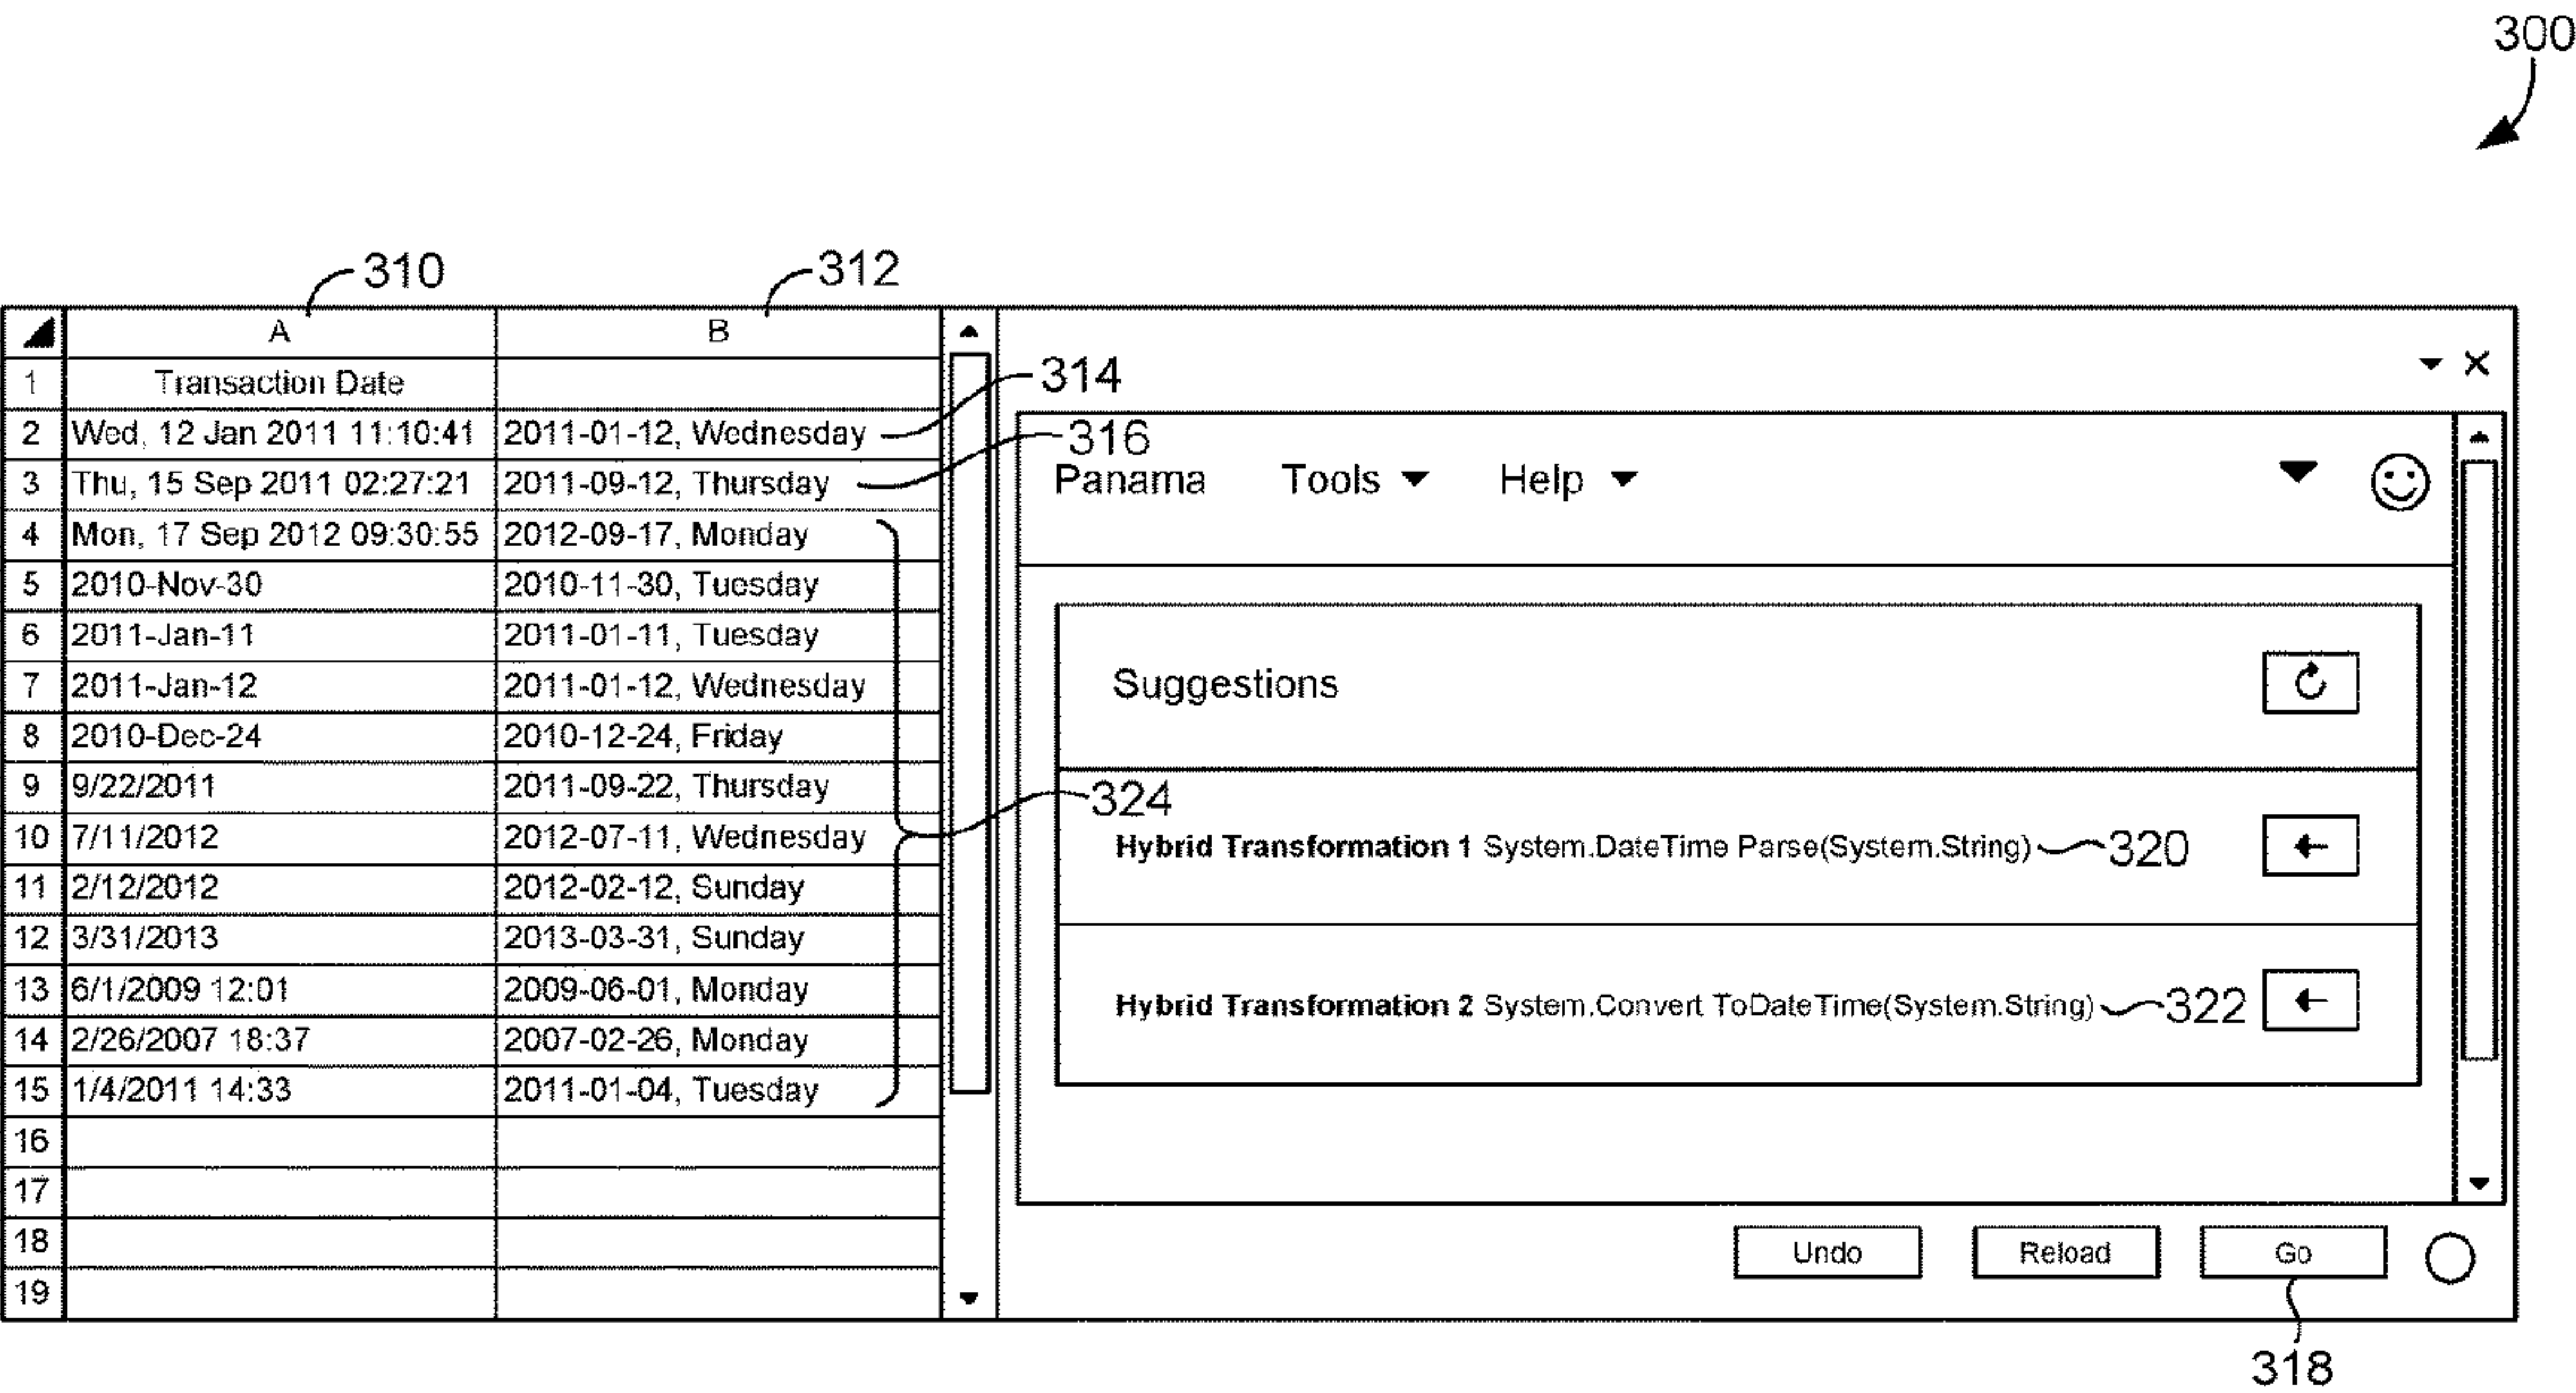 300
310
312
A B
1 Transaction Date
2 Wed, 12 Jan 2011 11:10:41 2011-01-12, Wednesday
3 Thu, 15 Sep 2011 02:27:21 2011-09-12, Thursday
4 Mon, 17 Sep 2012 09:30:55 2012-09-17, Monday
5 2010-Nov-30 2010-11-30, Tuesday
6 2011-Jan-11 2011-01-11, Tuesday
7 2011-Jan-12 2011-01-12, Wednesday
8 2010-Dec-24 2010-12-24, Friday
9 9/22/2011 2011-09-22, Thursday
10 7/11/2012 2012-07-11, Wednesday
11 2/12/2012 2012-02-12, Sunday
12 3/31/2013 2013-03-31, Sunday
13 6/1/2009 12:01 2009-06-01, Monday
14 2/26/2007 18:37 2007-02-26, Monday
15 1/4/2011 14:33 2011-01-04, Tuesday
16
17
18
19
314
316
Panama Tools Help
Suggestions
324
Hybrid Transformation 1 System.DateTime Parse(System.String) 320
Hybrid Transformation 2 System.Convert ToDateTime(System.String) 322
Undo Reload Go
318